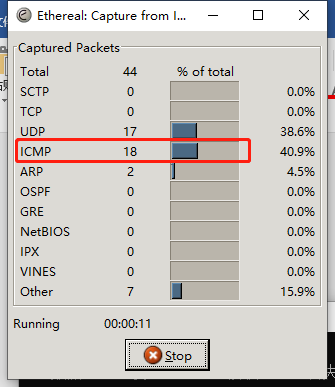 Ethereal: Capture from I...
Captured Packets
Total 44 % of total
SCTP 0 0.0%
TCP 0 0.0%
UDP 17 38.6%
ICMP 18 40.9%
ARP 2 4.5%
OSPF 0 0.0%
GRE 0 0.0%
NetBIOS 0 0.0%
IPX 0 0.0%
VINES 0 0.0%
Other 7 15.9%
Running 00:00:11
Stop